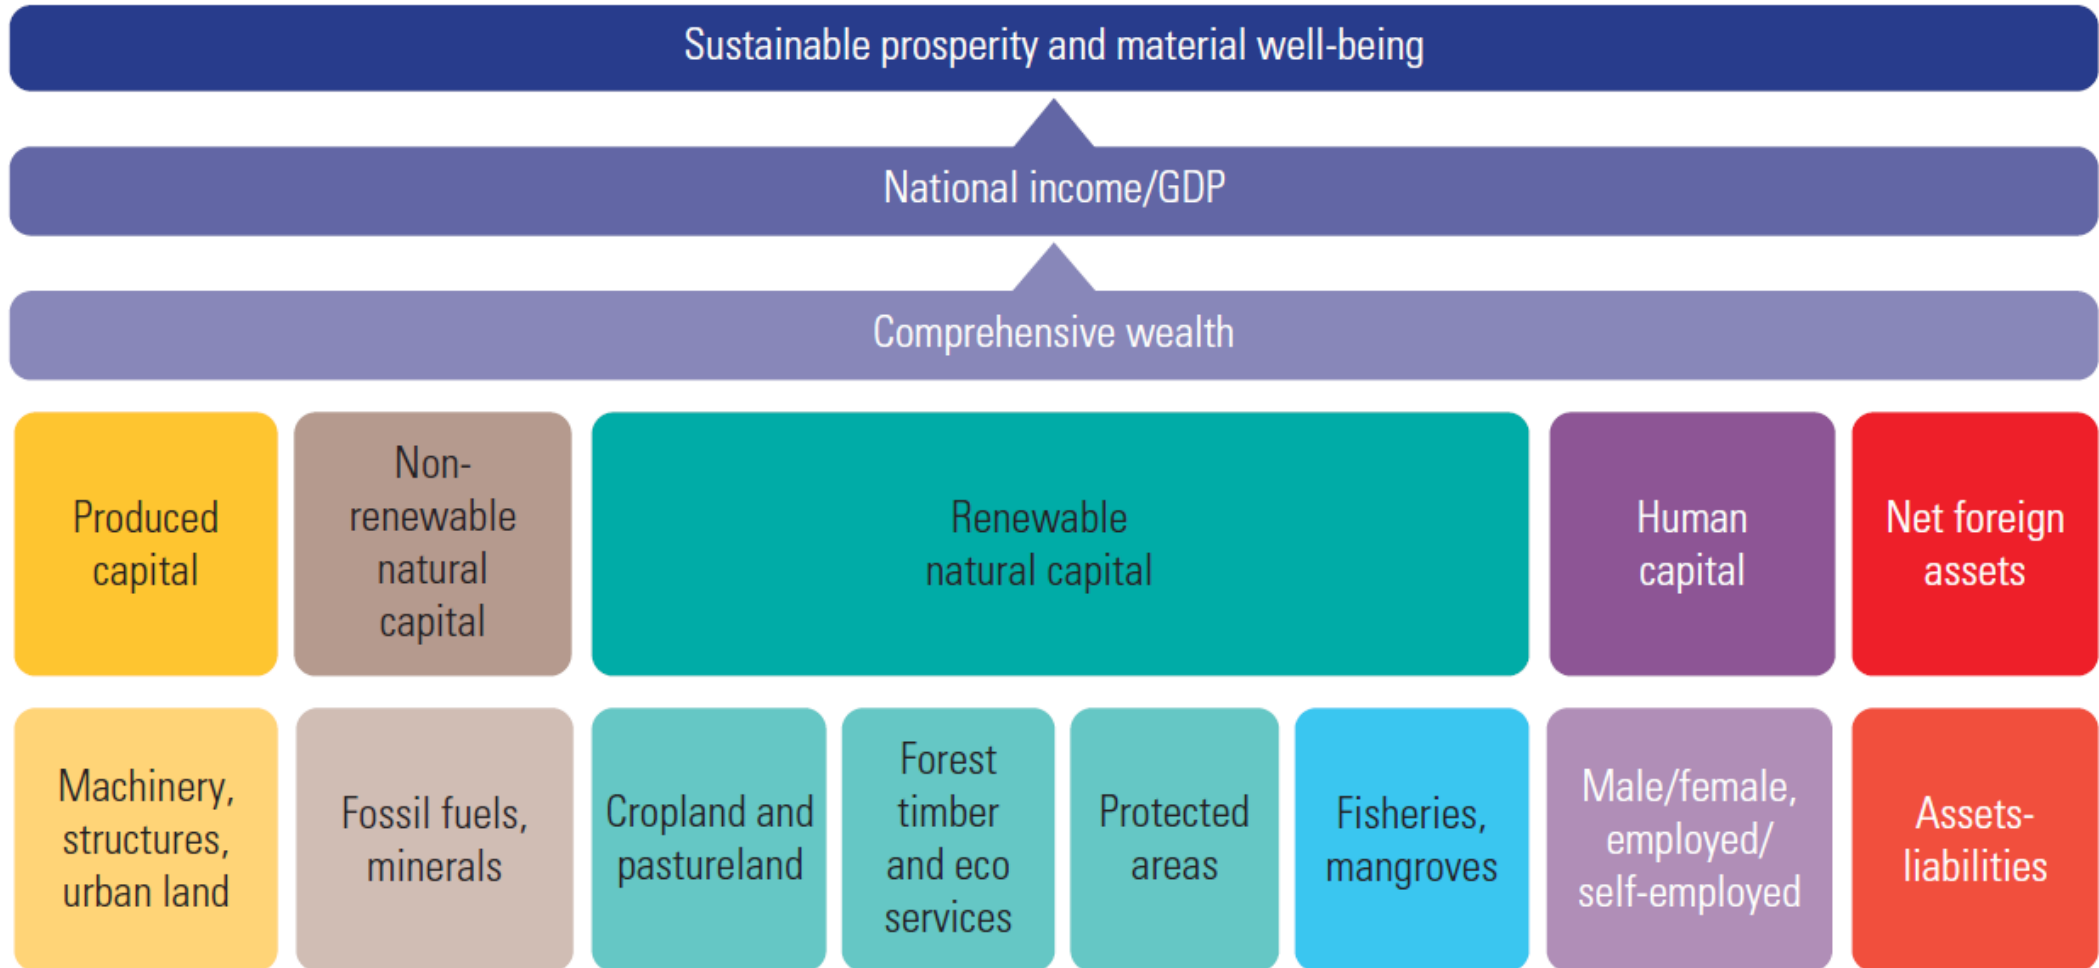 Sustainable prosperity and material well-being
National income/GDP
Comprehensive wealth
Produced
capital
Non-
renewable
natural
capital
Renewable
natural capital
Human
capital
Net foreign
assets
Machinery,
structures,
urban land
Fossil fuels,
minerals
Cropland and
pastureland
Forest
timber
and eco
services
Protected
areas
Fisheries,
mangroves
Male/female,
employed/
self-employed
Assets-
liabilities